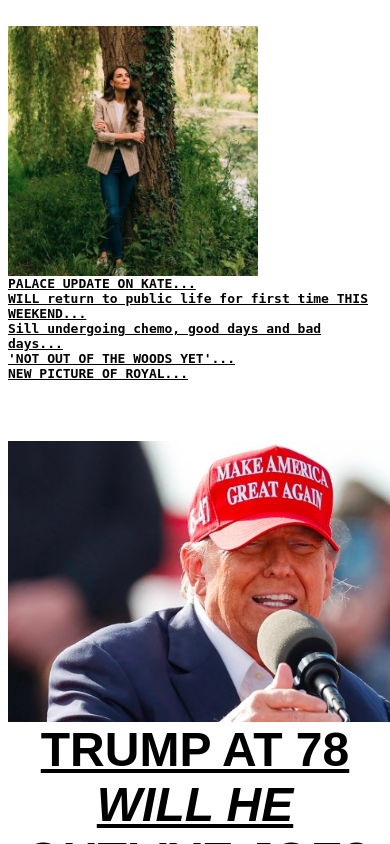 PALACE UPDATE ON KATE...
WILL return to public life for first time THIS
WEEKEND...
Sill undergoing chemo, good days and bad
days...
'NOT OUT OF THE WOODS YET'...
NEW PICTURE OF ROYAL...
MAKE AMERICA
GREAT AGAIN
TRUMP AT 78
WILL HE